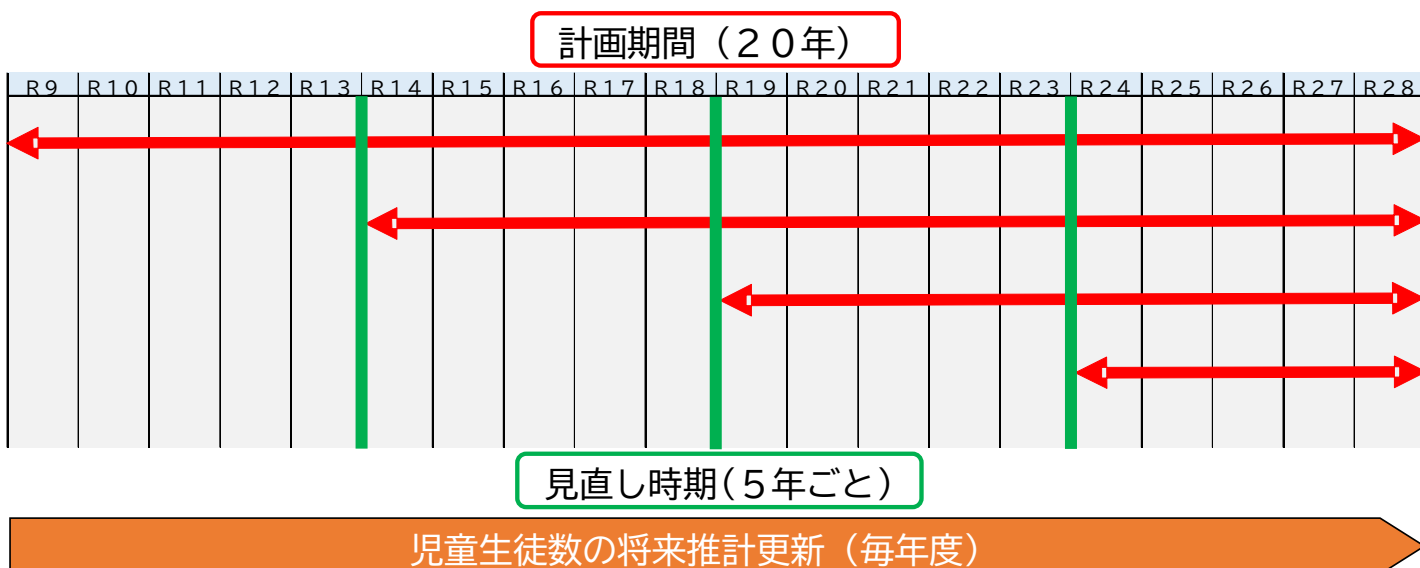 計画期間（２０年）
R9 R10 R11 R12 R13 R14 R15 R16 R17 R18 R19 R20 R21 R22 R23 R24 R25 R26 R27 R28
見直し時期（５年ごと）
児童生徒数の将来推計更新（毎年度）